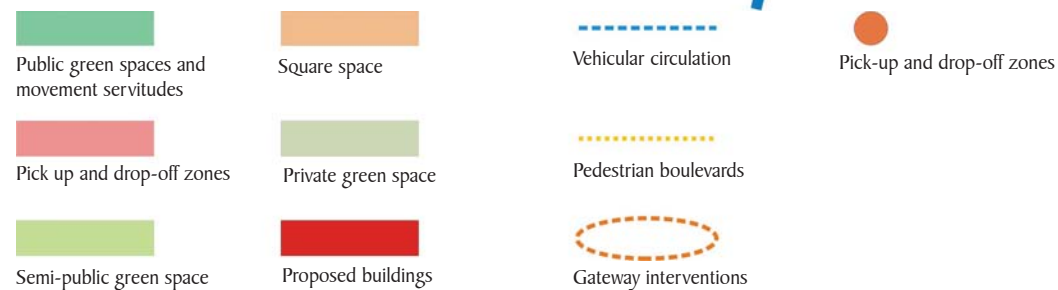 Public green spaces and
movement servitudes
Square space
Vehicular circulation
Pick-up and drop-off zones
Pick up and drop-off zones
Private green space
Pedestrian boulevards
Semi-public green space
Proposed buildings
Gateway interventions